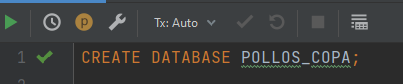 Tx: Auto
1 CREATE DATABASE POLLOS_COPA;